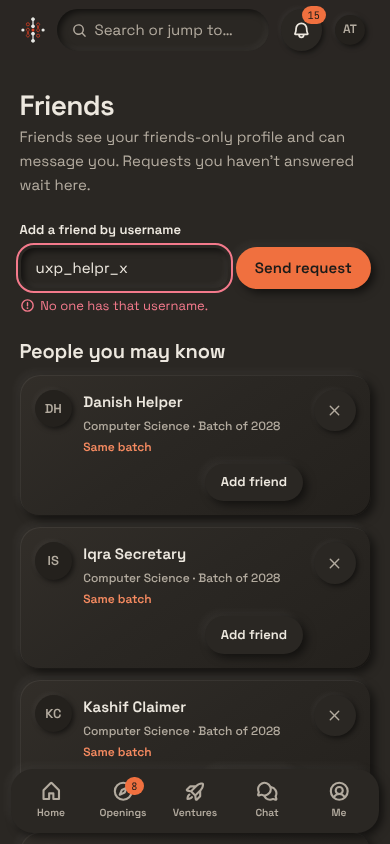 Search or jump to...
15
AT
Friends
Friends see your friends-only profile and can
message you. Requests you haven't answered
wait here.
Add a friend by username
uxp_helpr_x
Send request
No one has that username.
People you may know
DH
Danish Helper
Computer Science · Batch of 2028
Same batch
Add friend
IS
Iqra Secretary
Computer Science · Batch of 2028
Same batch
Add friend
KC
Kashif Claimer
Computer Science · Batch of 2028
Same batch
8
Home
Openings
Ventures
Chat
Me